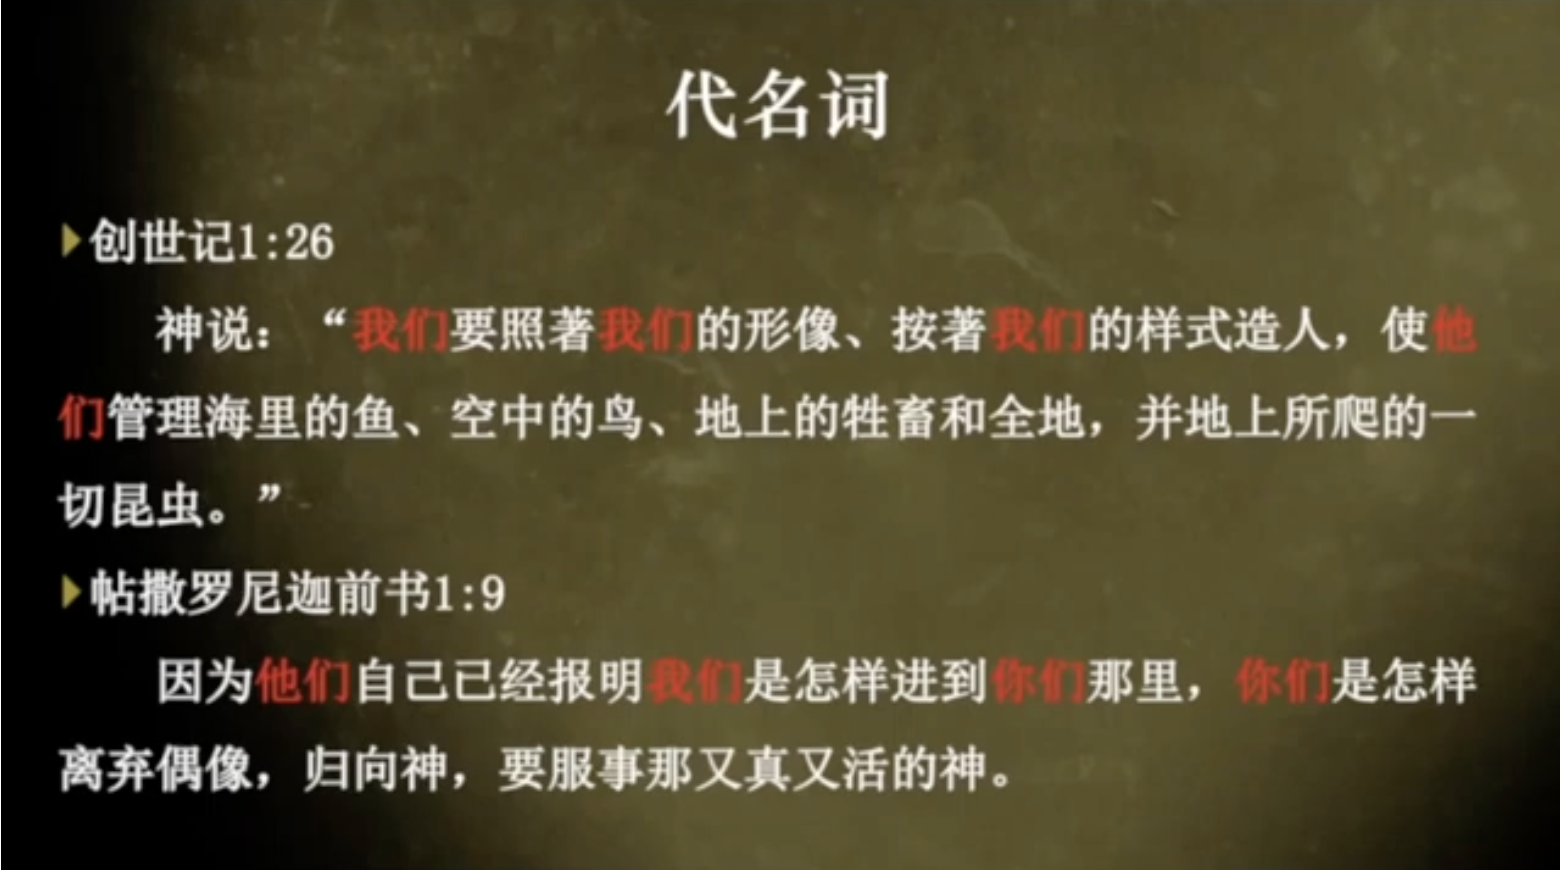 代名词
创世记1:26
神说：“我们要照著我们的形像、按著我们的样式造人，使他
们管理海里的鱼、空中的鸟、地上的牲畜和全地，并地上所爬的一
切昆虫。”
帖撒罗尼迦前书1:9
因为他们自己已经报明我们是怎样进到你们那里，你们是怎样
离弃偶像，归向神，要服事那又真又活的神。